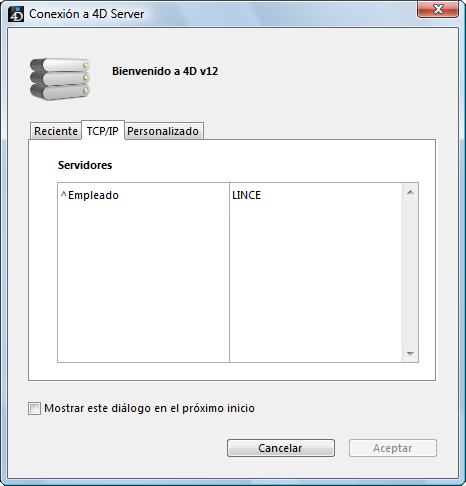 4D
Conexión a 4D Server
Bienvenido a 4D v12
Reciente TCP/IP Personalizado
Servidores
^Empleado LINCE
Mostrar este diálogo en el próximo inicio
Cancelar Aceptar